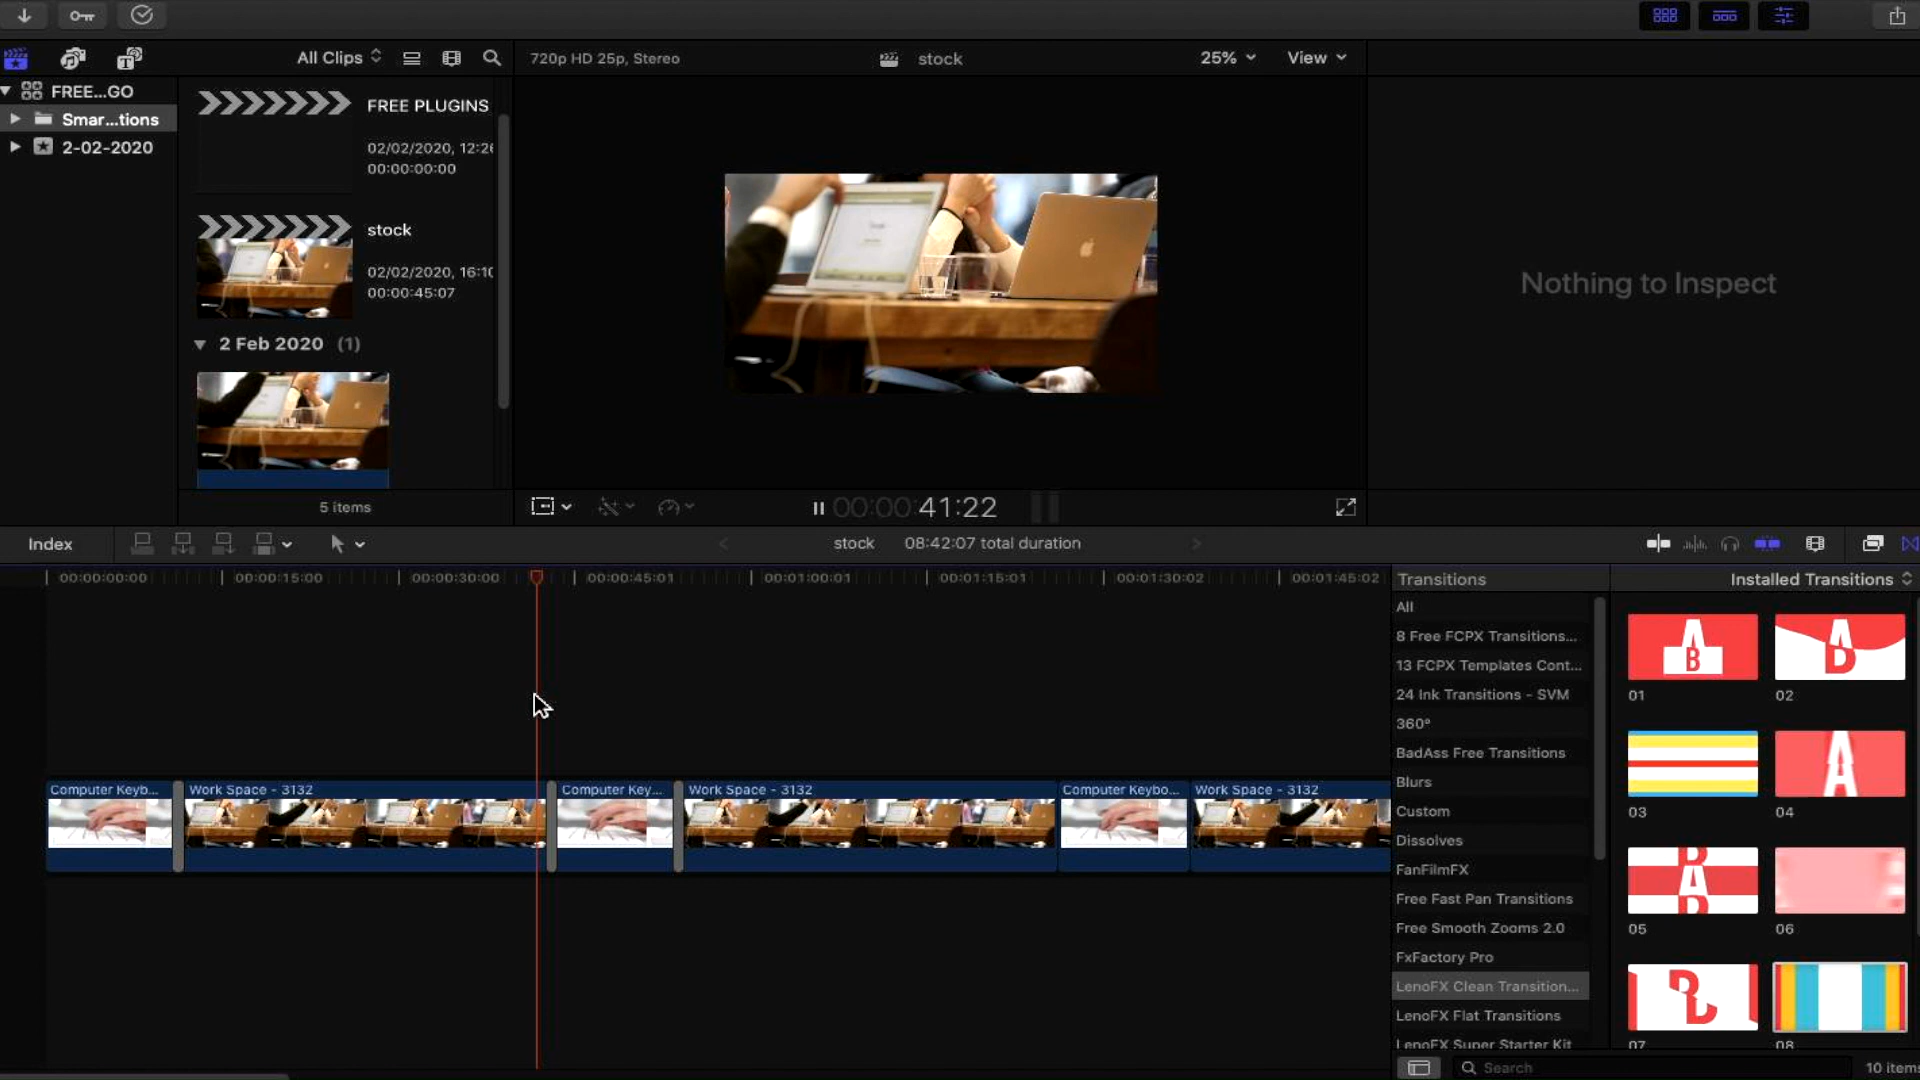 All Clips
720p HD 25p, Stereo
stock
25%
View
FREE...GO
Smar...tions
2-02-2020
FREE PLUGINS
02/02/2020, 12:26
00:00:00:00
stock
02/02/2020, 16:10
00:00:45:07
2 Feb 2020 (1)
5 items
Nothing to Inspect
00:00:41:22
Index
stock
08:42:07 total duration
00:00:00:00
00:00:15:00
00:00:30:00
00:00:45:01
00:01:00:01
00:01:15:01
00:01:30:02
00:01:45:02
Computer Keyb...
Work Space - 3132
Computer Key...
Work Space - 3132
Computer Keybo...
Work Space - 3132
Transitions
Installed Transitions
All
8 Free FCPX Transitions...
13 FCPX Templates Cont...
24 Ink Transitions - SVM
360°
BadAss Free Transitions
Blurs
Custom
Dissolves
FanFilmFX
Free Fast Pan Transitions
Free Smooth Zooms 2.0
FxFactory Pro
LenoFX Clean Transition...
LenoFX Flat Transitions
LenoFX Super Starter Kit
A
B
01
02
03
A
04
A
05
06
07
08
Search
10 items